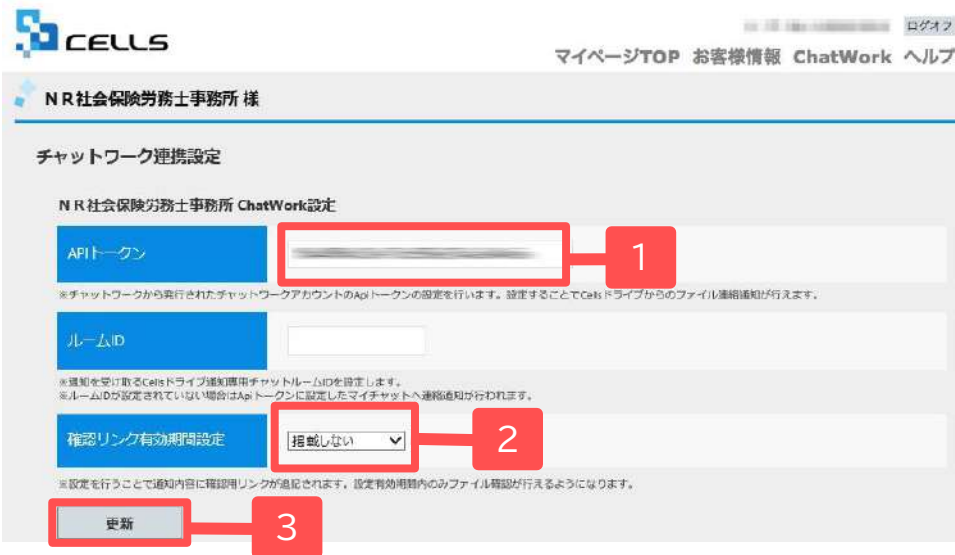 CELLS
ログオフ
マイページTOP お客様情報 ChatWork ヘルプ
NR社会保険労務士事務所 様
チャットワーク連携設定
NR社会保険労務士事務所 ChatWork設定
APIトークン
1
※チャットワークから発行されたチャットワークアカウントのApiトークンの設定を行います。設定することでCellsドライブからのファイル連絡通知が行えます。
ルームID
※通知を受け取るCellsドライブ通知専用チャットルームIDを設定します。
※ルームIDが設定されていない場合はApiトークンに設定したマイチャットへ連絡通知が行われます。
確認リンク有効期間設定
掲載しない
2
※設定を行うことで通知内容に確認用リンクが追記されます。設定有効期間内のみファイル確認が行えるようになります。
更新
3